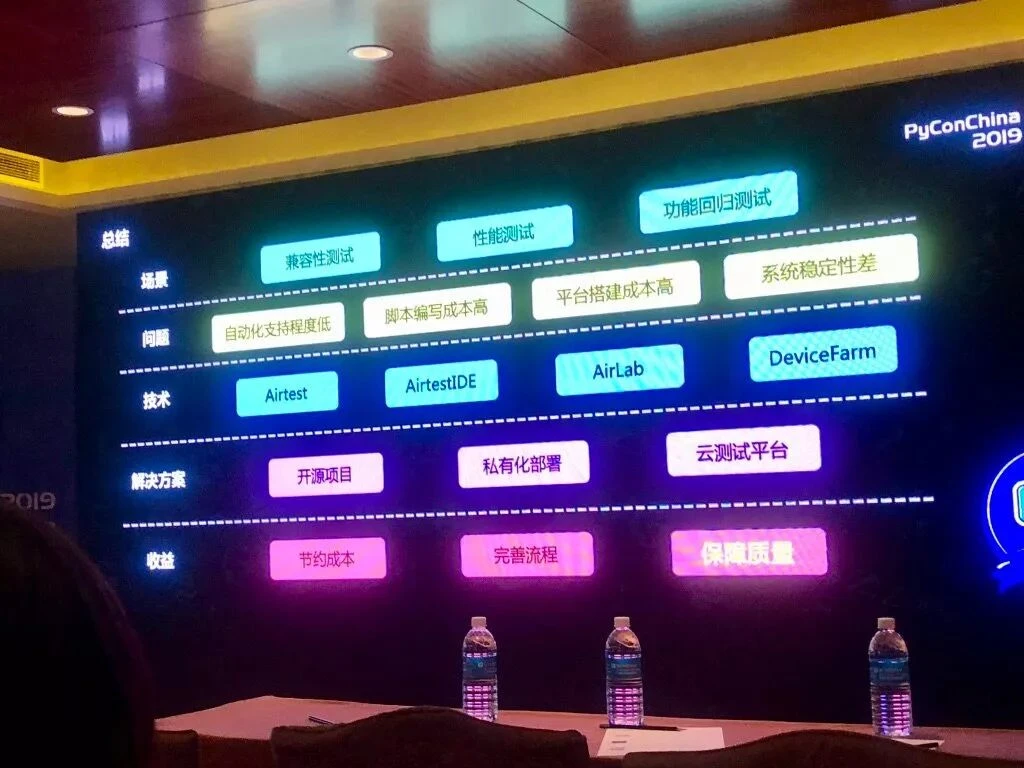 PyConChina
2019
总结
场景
兼容性测试
性能测试
功能回归测试
问题
自动化支持程度低
脚本编写成本高
平台搭建成本高
系统稳定性差
技术
Airtest
AirtestIDE
AirLab
DeviceFarm
解决方案
开源项目
私有化部署
云测试平台
收益
节约成本
完善流程
保障质量
2019